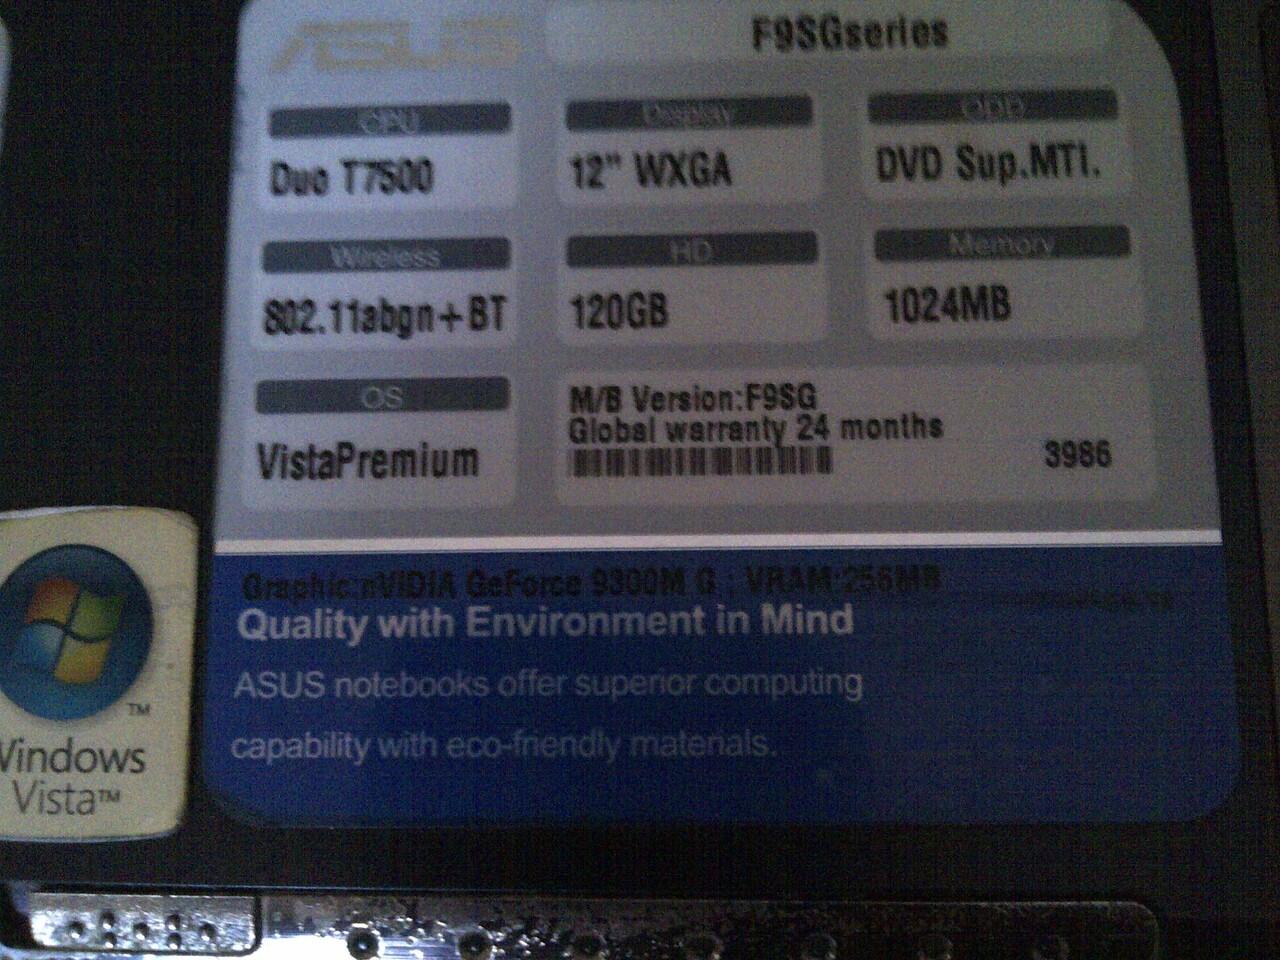 ASUS
F9SGseries
CPU
Display
ODD
Duo T7500
12" WXGA
DVD Sup.MTI.
Wireless
HD
Memory
802.11abgn+BT
120GB
1024MB
OS
VistaPremium
M/B Version:F9SG
Global warranty 24 months
3986
Graphic:nVIDIA GeForce 9300M G ; VRAM:256MB
Quality with Environment in Mind
ASUS notebooks offer superior computing
capability with eco-friendly materials.
TM
Windows
Vista™